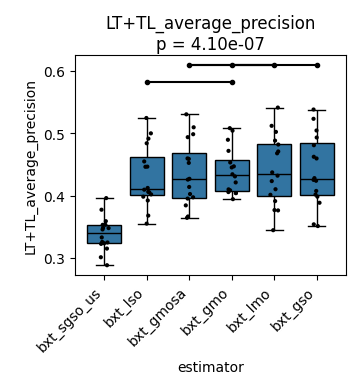 LT+TL_average_precision
p = 4.10e-07
LT+TL_average_precision
0.6
0.5
0.4
0.3
bxt_sgso_us
bxt_lso
bxt_gmosa
bxt_gmo
bxt_lmo
bxt_gso
estimator